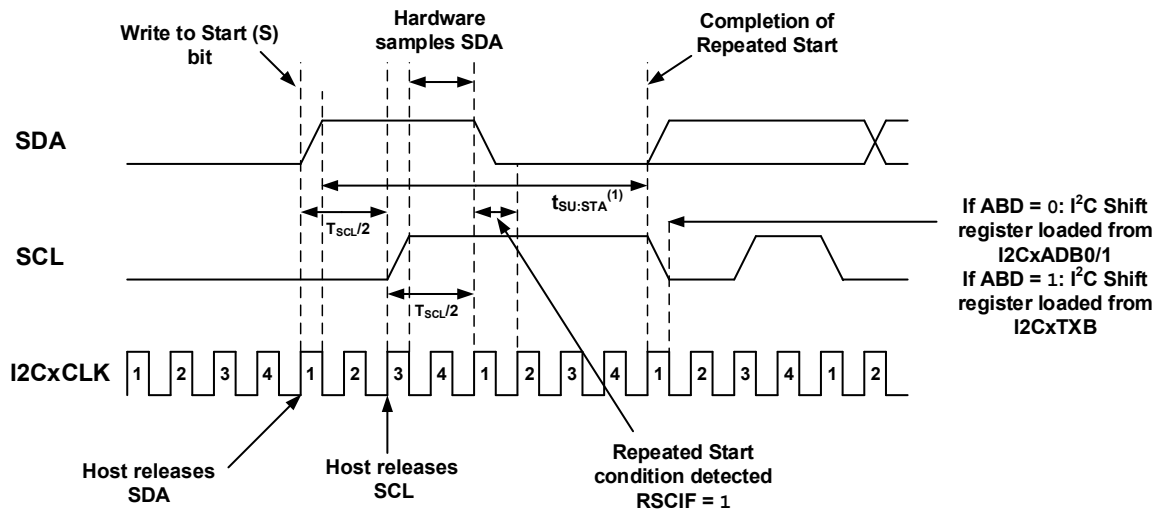 Write to Start (S)
bit
Hardware
samples SDA
Completion of
Repeated Start
SDA
t_SU:STA^(1)
T_SCL/2
SCL
T_SCL/2
If ABD = 0: I²C Shift
register loaded from
I2CxADB0/1
If ABD = 1: I²C Shift
register loaded from
I2CxTXB
I2CxCLK 1 2 3 4 1 2 3 4 1 2 3 4 1 2 3 4 1 2
Host releases
SDA
Host releases
SCL
Repeated Start
condition detected
RSCIF = 1